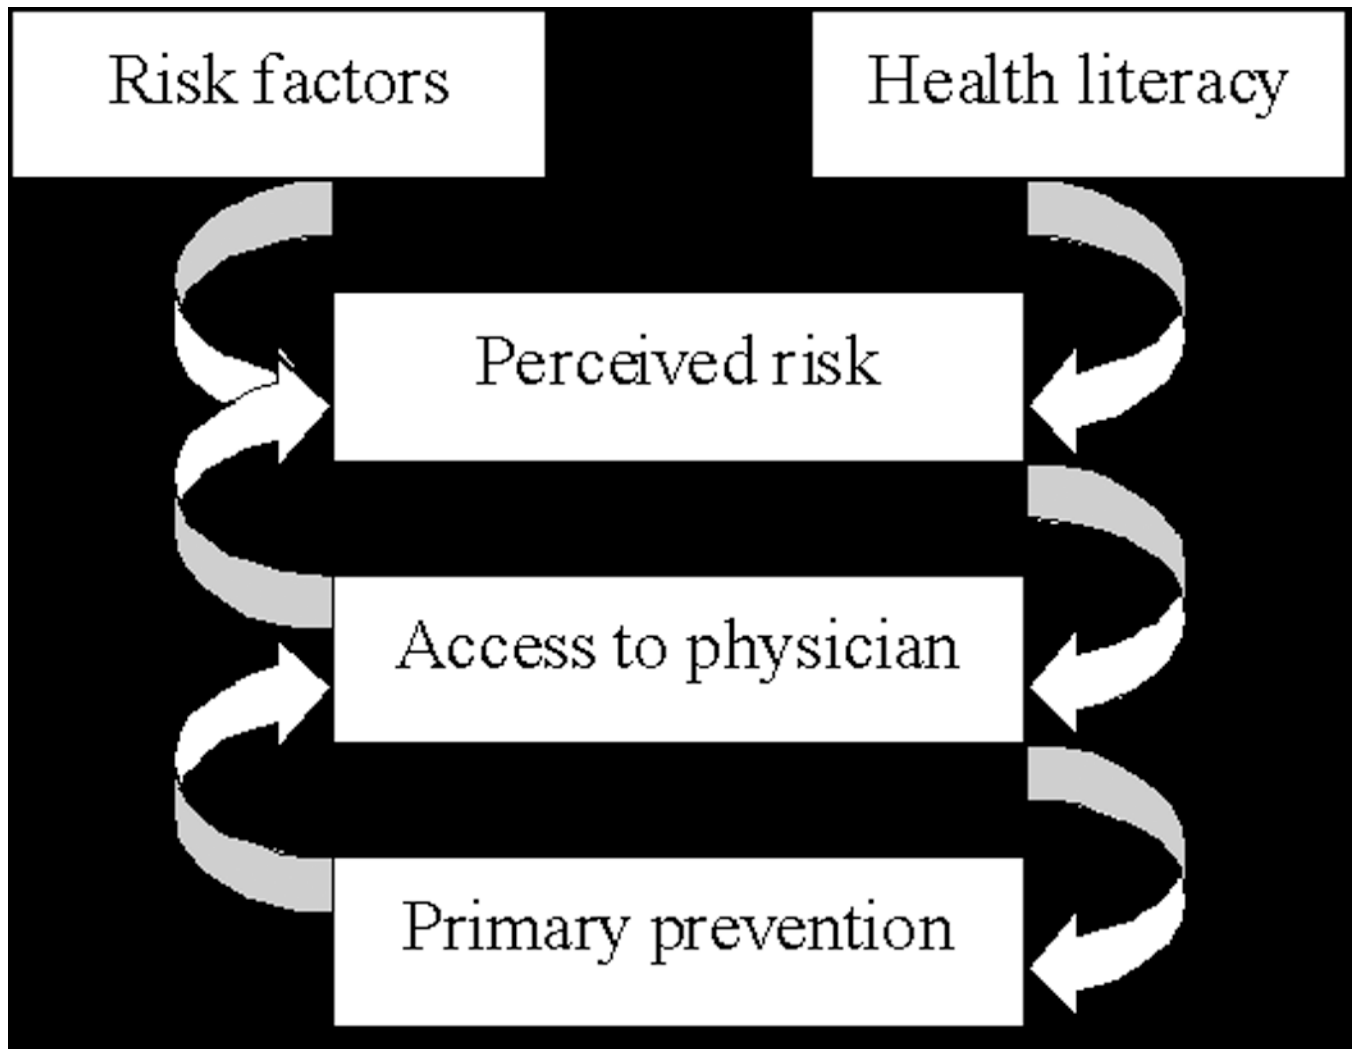 Risk factors
Health literacy
Perceived risk
Access to physician
Primary prevention